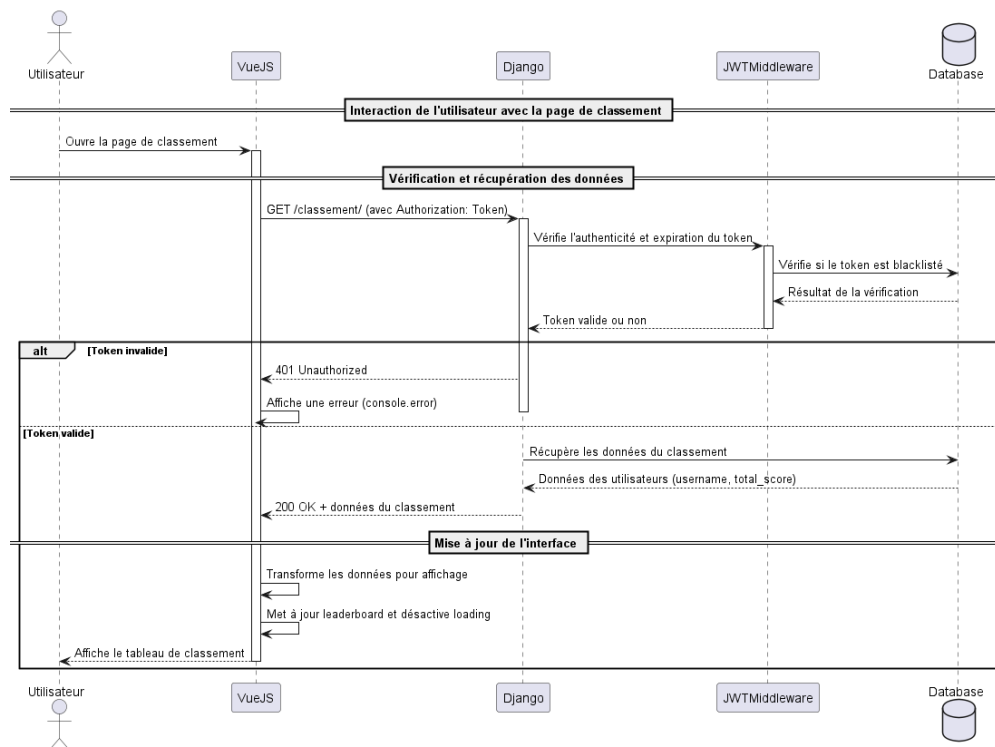 Utilisateur
VueJS
Django
JWTMiddleware
Database
Interaction de l'utilisateur avec la page de classement
Ouvre la page de classement
Vérification et récupération des données
GET /classement/ (avec Authorization: Token)
Vérifie l'authenticité et expiration du token
Vérifie si le token est blacklisté
Résultat de la vérification
Token valide ou non
alt [Token invalide]
401 Unauthorized
Affiche une erreur (console.error)
[Token valide]
Récupère les données du classement
Données des utilisateurs (username, total_score)
200 OK + données du classement
Mise à jour de l'interface
Transforme les données pour affichage
Met à jour leaderboard et désactive loading
Affiche le tableau de classement
Utilisateur
VueJS
Django
JWTMiddleware
Database